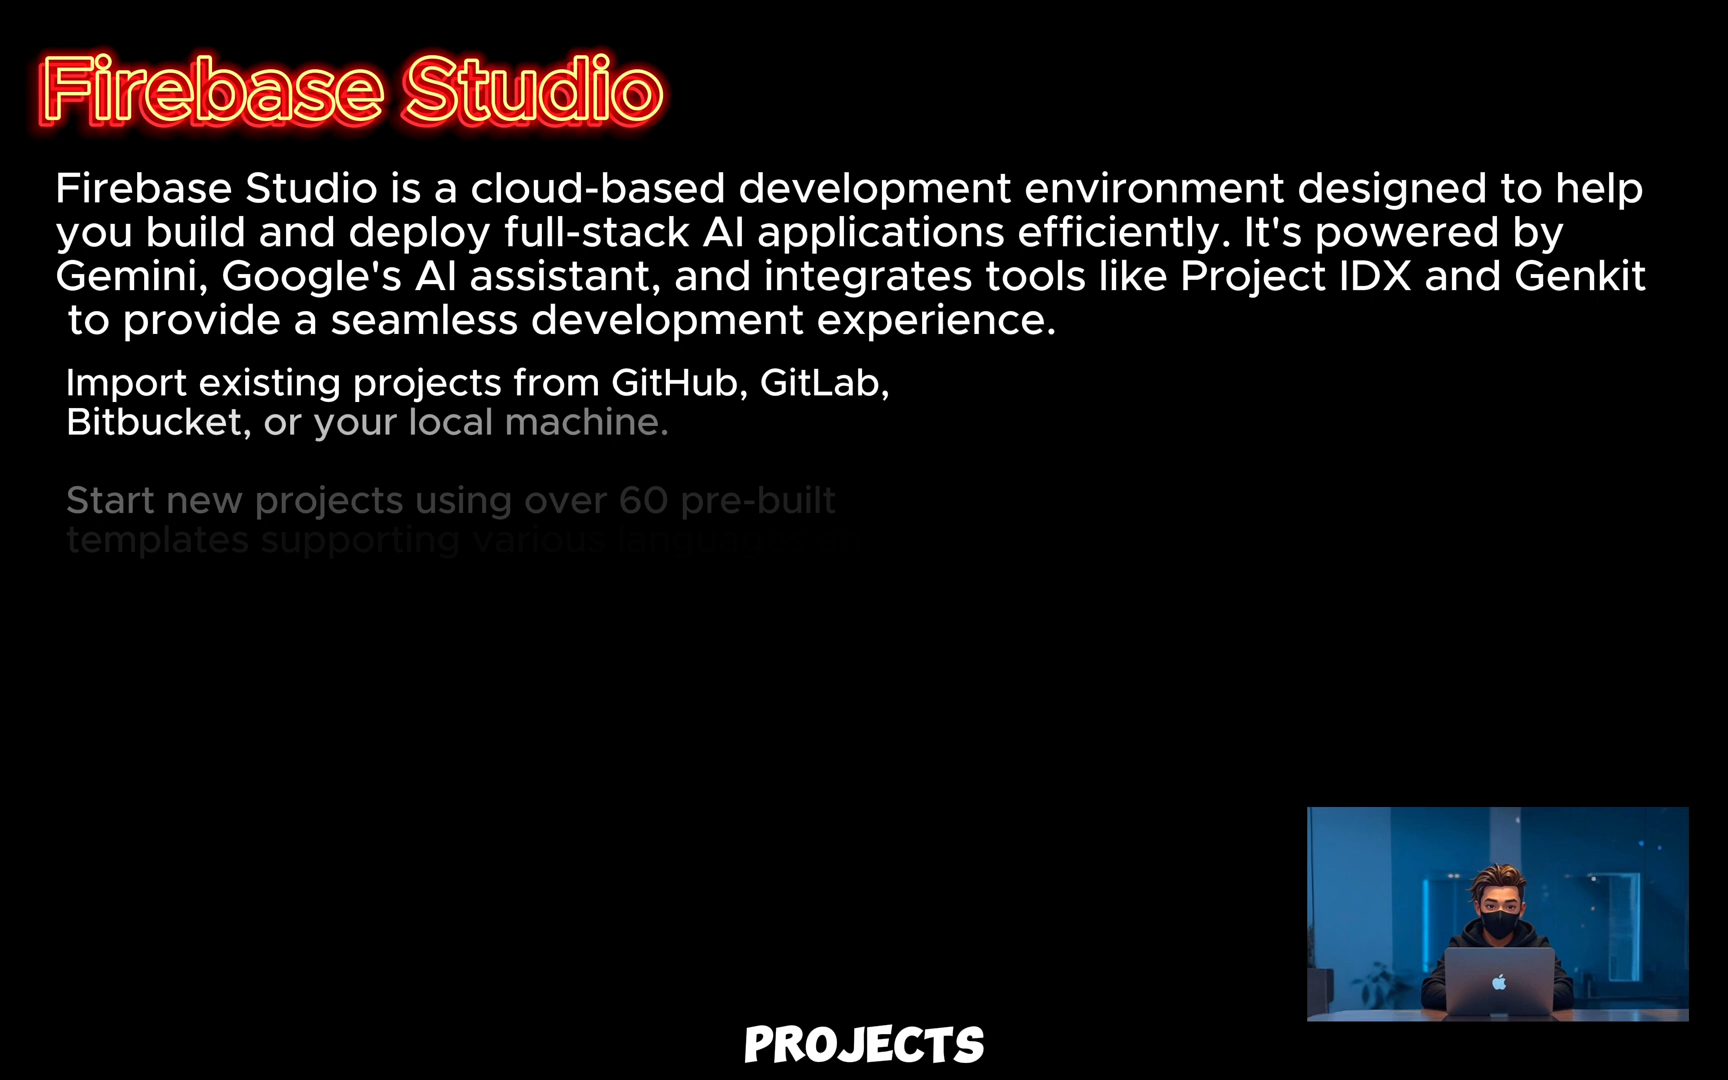 Firebase Studio
Firebase Studio is a cloud-based development environment designed to help
you build and deploy full-stack AI applications efficiently. It's powered by
Gemini, Google's AI assistant, and integrates tools like Project IDX and Genkit
to provide a seamless development experience.
Import existing projects from GitHub, GitLab,
Bitbucket, or your local machine.
Start new projects using over 60 pre-built
templates supporting various languages
PROJECTS